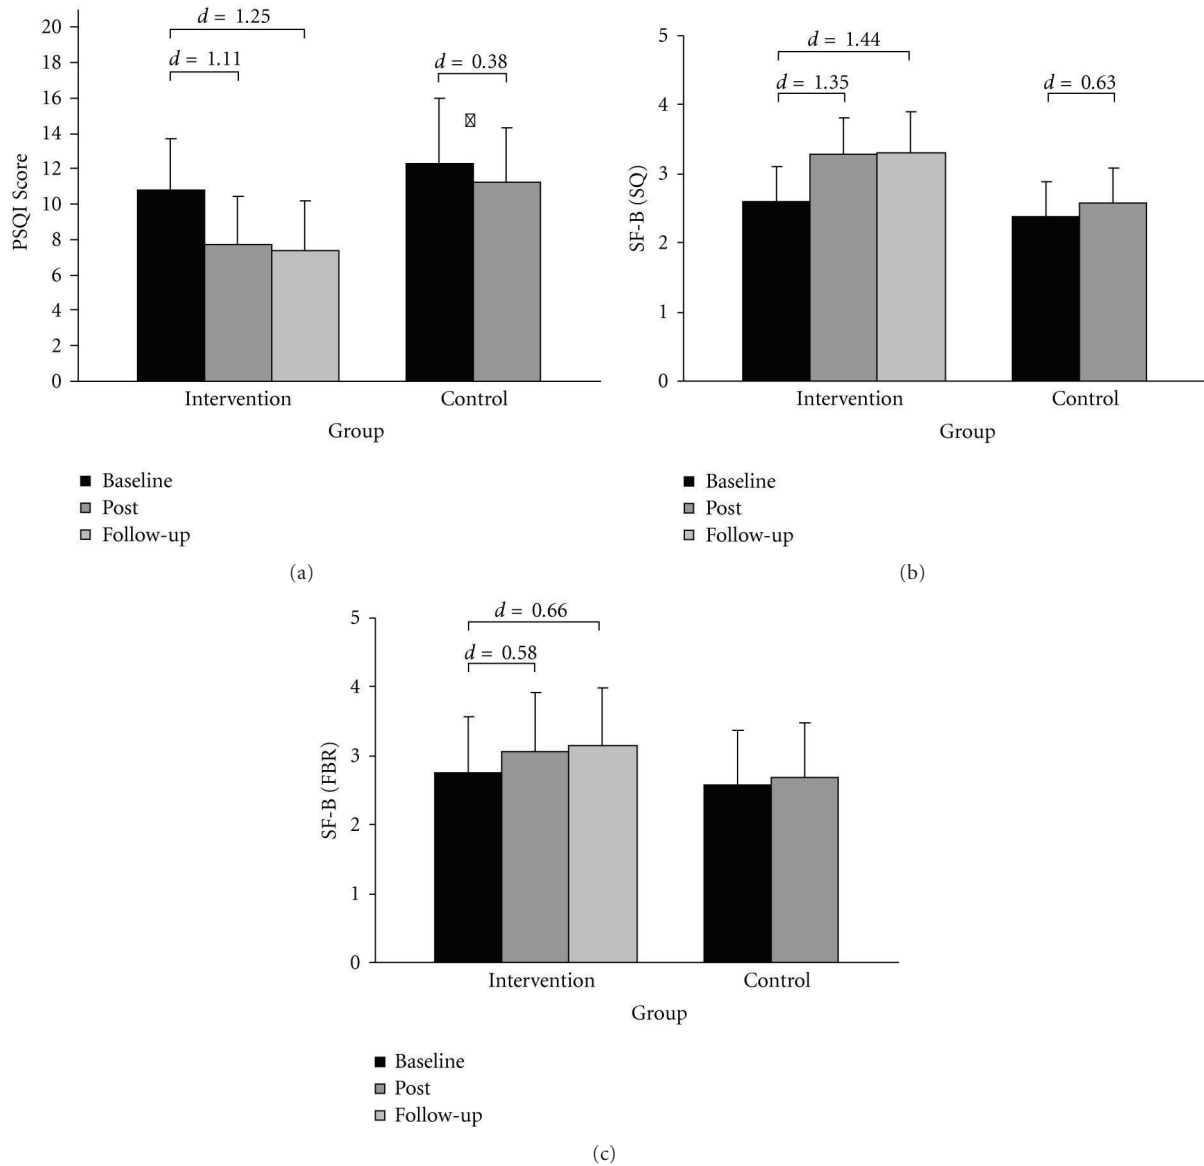 d = 1.25
d = 1.11
d = 0.38
20
18
16
14
12
10
8
6
4
2
0
PSQI Score
Intervention
Control
Group
Baseline
Post
Follow-up
(a)
d = 1.44
d = 1.35
d = 0.63
5
4
3
2
1
0
SF-B (SQ)
Intervention
Control
Group
Baseline
Post
Follow-up
(b)
d = 0.66
d = 0.58
5
4
3
2
1
0
SF-B (FBR)
Intervention
Control
Group
Baseline
Post
Follow-up
(c)